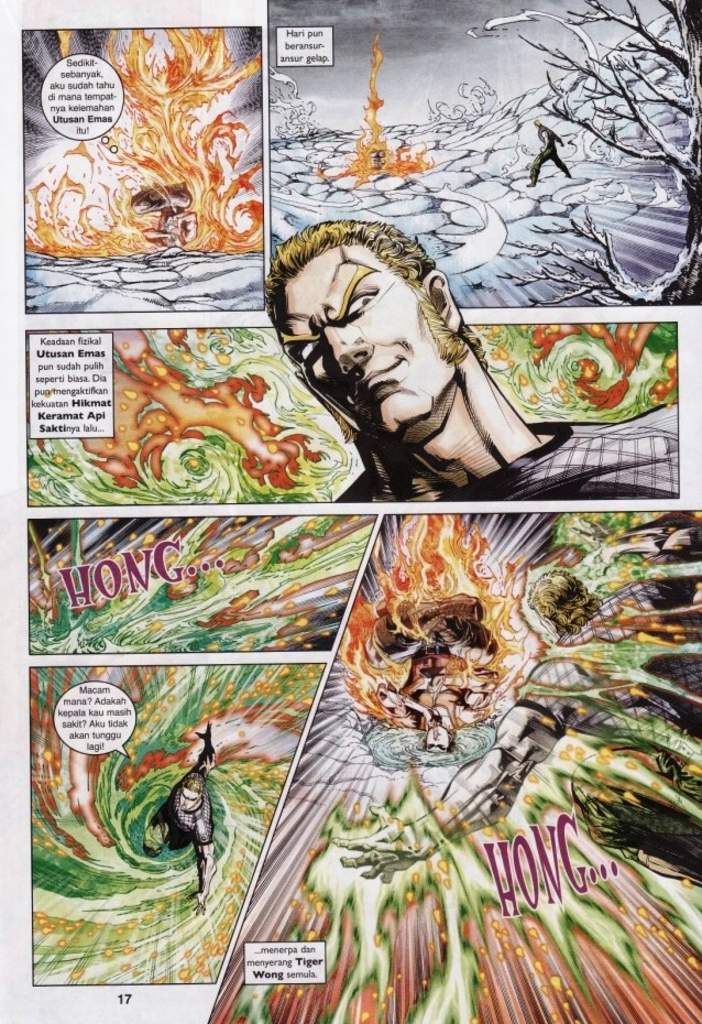 Sedikit-
sebanyak,
aku sudah tahu
di mana tempat-
nya kelemahan
Utusan Emas
itu!
Hari pun
beransur-
ansur gelap.
Keadaan fizikal
Utusan Emas
pun sudah pulih
seperti biasa. Dia
pun mengaktifkan
kekuatan Hikmat
Keramat Api
Saktinya lalu...
HONG...
Macam
mana? Adakah
kepala kau masih
sakit? Aku tidak
akan tunggu
lagi!
HONG...
...menerpa dan
menyerang Tiger
Wong semula.
17